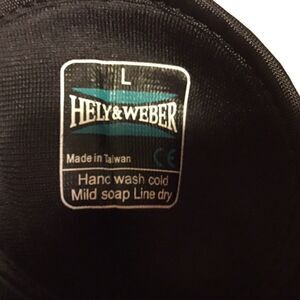 L
HELY&WEBER
Made in Taiwan CE
Hand wash cold
Mild soap Line dry